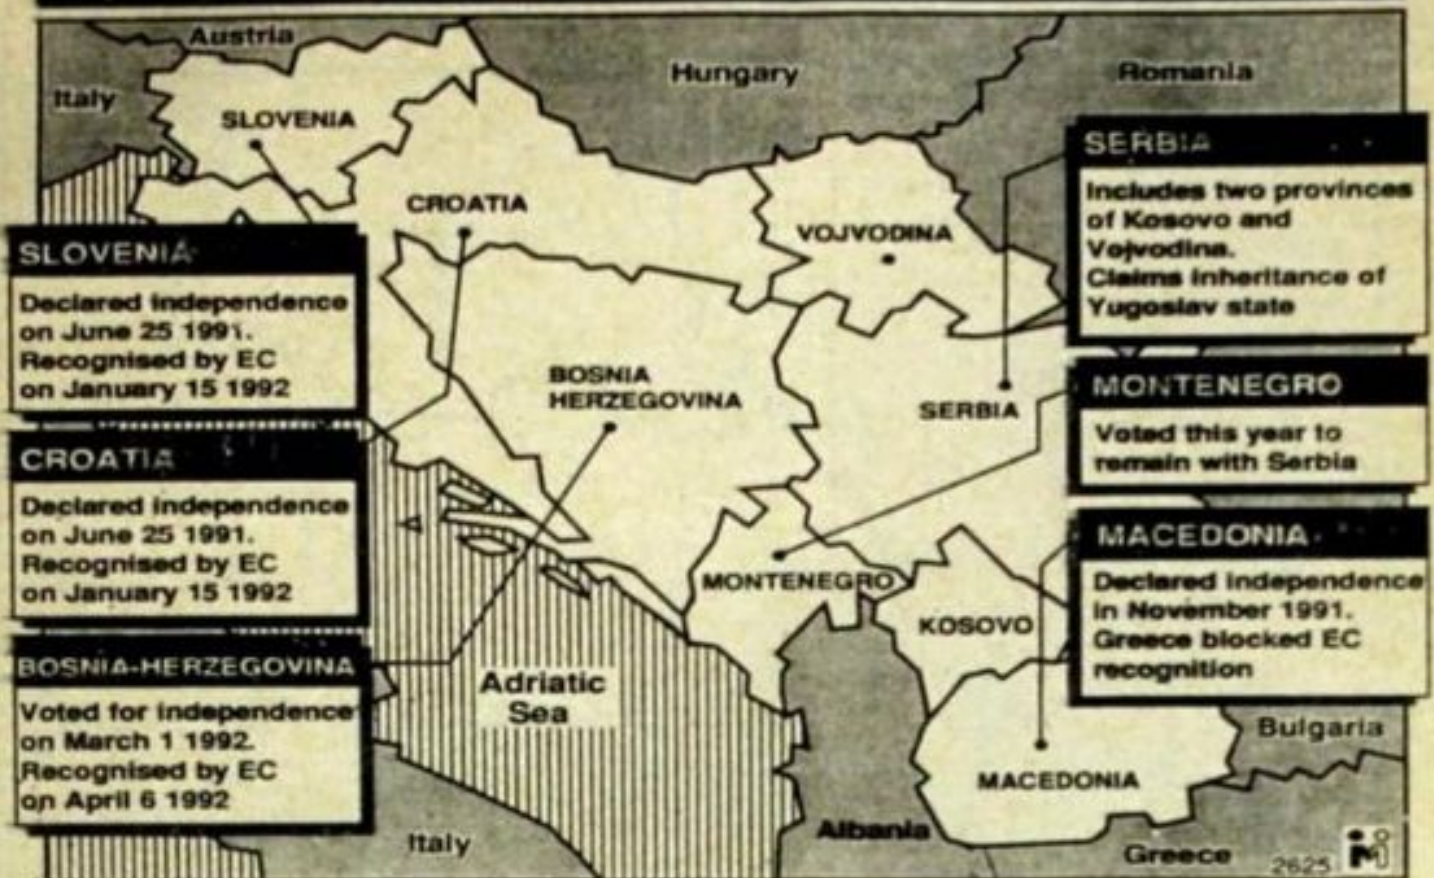 Austria
Hungary
Romania
Italy
SLOVENIA
CROATIA
VOJVODINA
BOSNIA
HERZEGOVINA
SERBIA
MONTENEGRO
KOSOVO
MACEDONIA
Adriatic
Sea
Italy
Albania
Bulgaria
Greece
2625
SLOVENIA
Declared independence
on June 25 1991.
Recognised by EC
on January 15 1992
CROATIA
Declared independence
on June 25 1991.
Recognised by EC
on January 15 1992
BOSNIA-HERZEGOVINA
Voted for independence
on March 1 1992.
Recognised by EC
on April 6 1992
SERBIA
Includes two provinces
of Kosovo and
Vojvodina.
Claims inheritance of
Yugoslav state
MONTENEGRO
Voted this year to
remain with Serbia
MACEDONIA
Declared independence
in November 1991.
Greece blocked EC
recognition